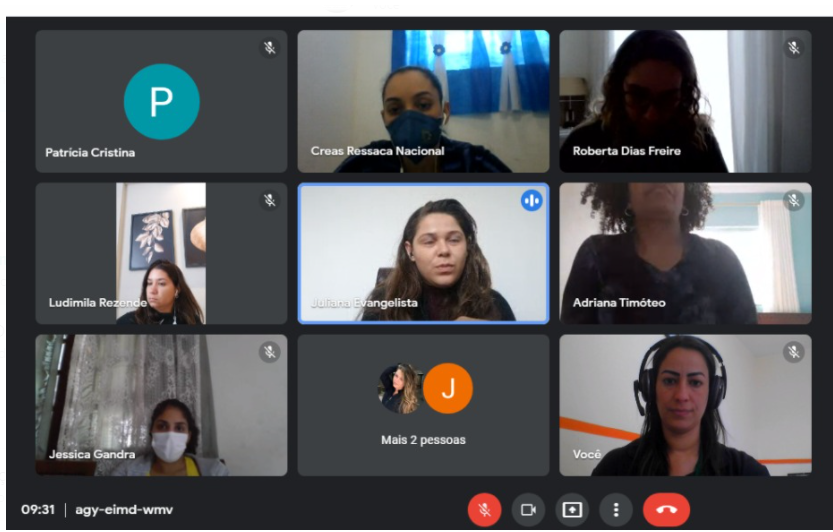 P
Patrícia Cristina
Creas Ressaca Nacional
Roberta Dias Freire
Ludimila Rezende
Juliana Evangelista
Adriana Timóteo
Jessica Gandra
J
Mais 2 pessoas
Você
09:31 | agy-eimd-wmv